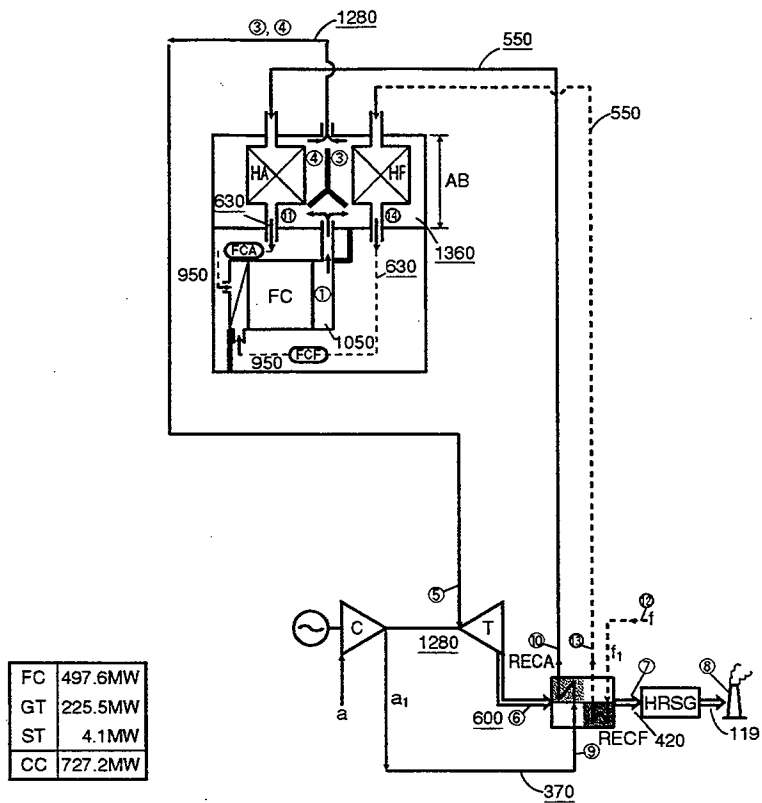 ③, ④ 1280
550
550
④ ③
HA HF AB
630 ⑪ ⑭
1360
FCA 630
950
FC ①
1050
950 FCF
⑤
⑫
f
C T ⑩ ⑬
1280 RECA f₁
⑦ ⑧
HRSG
a a₁ 600 ⑥
RECF 420 119
⑨
370
FC 497.6MW
GT 225.5MW
ST 4.1MW
CC 727.2MW